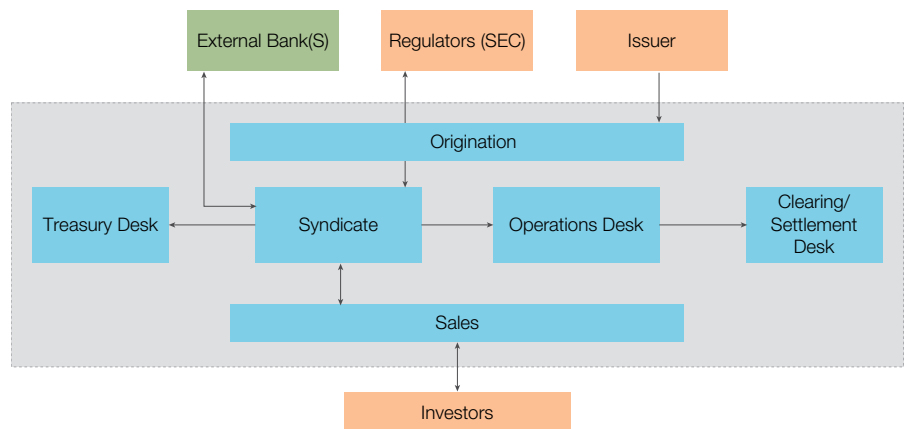 External Bank(S)
Regulators (SEC)
Issuer
Origination
Treasury Desk
Syndicate
Operations Desk
Clearing/
Settlement
Desk
Sales
Investors